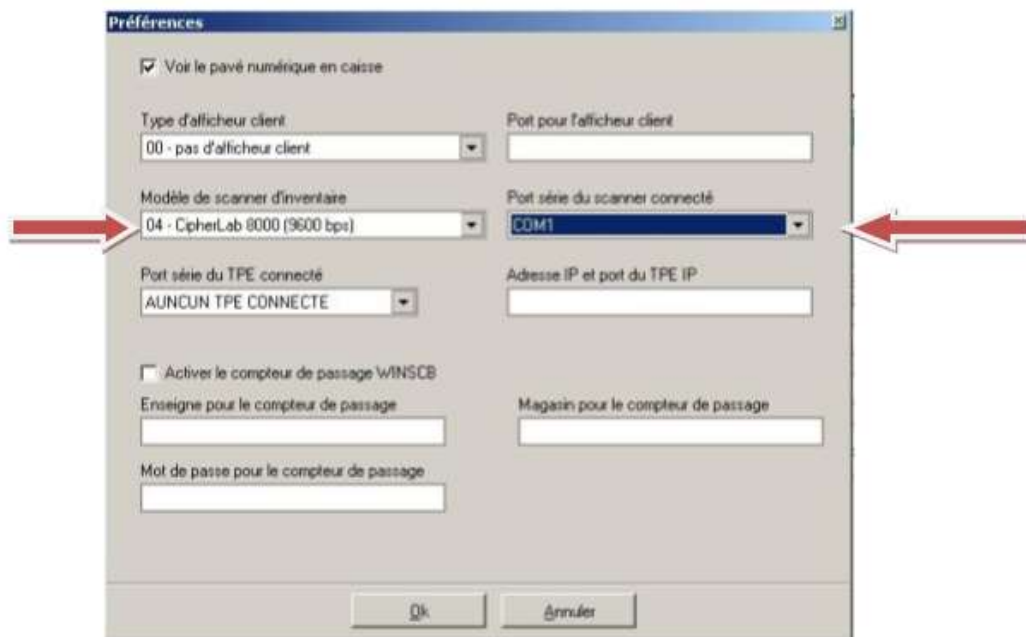 Préférences
Voir le pavé numérique en caisse
Type d'afficheur client Port pour l'afficheur client
00 - pas d'afficheur client
Modèle de scanner d'inventaire Port série du scanner connecté
04 - CipherLab 8000 (9600 bps) COM1
Port série du TPE connecté Adresse IP et port du TPE IP
AUNCUN TPE CONNECTE
Activer le compteur de passage WINSCB
Enseigne pour le compteur de passage Magasin pour le compteur de passage
Mot de passe pour le compteur de passage
Ok Annuler